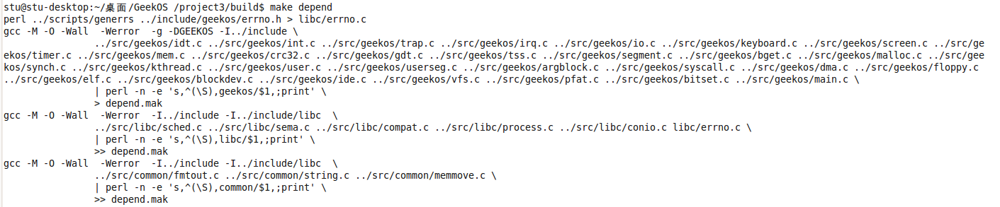 stu@stu-desktop:~/桌面/GeekOS /project3/build$ make depend
perl ../scripts/generrs ../include/geekos/errno.h > libc/errno.c
gcc -M -O -Wall  -Werror  -g -DGEEKOS -I../include \
                ../src/geekos/idt.c ../src/geekos/int.c ../src/geekos/trap.c ../src/geekos/irq.c ../src/geekos/io.c ../src/geekos/keyboard.c ../src/geekos/screen.c ../src/ge
ekos/timer.c ../src/geekos/mem.c ../src/geekos/crc32.c ../src/geekos/gdt.c ../src/geekos/tss.c ../src/geekos/segment.c ../src/geekos/bget.c ../src/geekos/malloc.c ../src/gee
kos/synch.c ../src/geekos/kthread.c ../src/geekos/user.c ../src/geekos/userseg.c ../src/geekos/argblock.c ../src/geekos/syscall.c ../src/geekos/dma.c ../src/geekos/floppy.c
../src/geekos/elf.c ../src/geekos/blockdev.c ../src/geekos/ide.c ../src/geekos/vfs.c ../src/geekos/pfat.c ../src/geekos/bitset.c ../src/geekos/main.c \
                | perl -n -e 's,^(\S),geekos/$1,;print' \
                > depend.mak
gcc -M -O -Wall  -Werror  -I../include -I../include/libc  \
                ../src/libc/sched.c ../src/libc/sema.c ../src/libc/compat.c ../src/libc/process.c ../src/libc/conio.c libc/errno.c \
                | perl -n -e 's,^(\S),libc/$1,;print' \
                >> depend.mak
gcc -M -O -Wall  -Werror  -I../include -I../include/libc  \
                ../src/common/fmtout.c ../src/common/string.c ../src/common/memmove.c \
                | perl -n -e 's,^(\S),common/$1,;print' \
                >> depend.mak